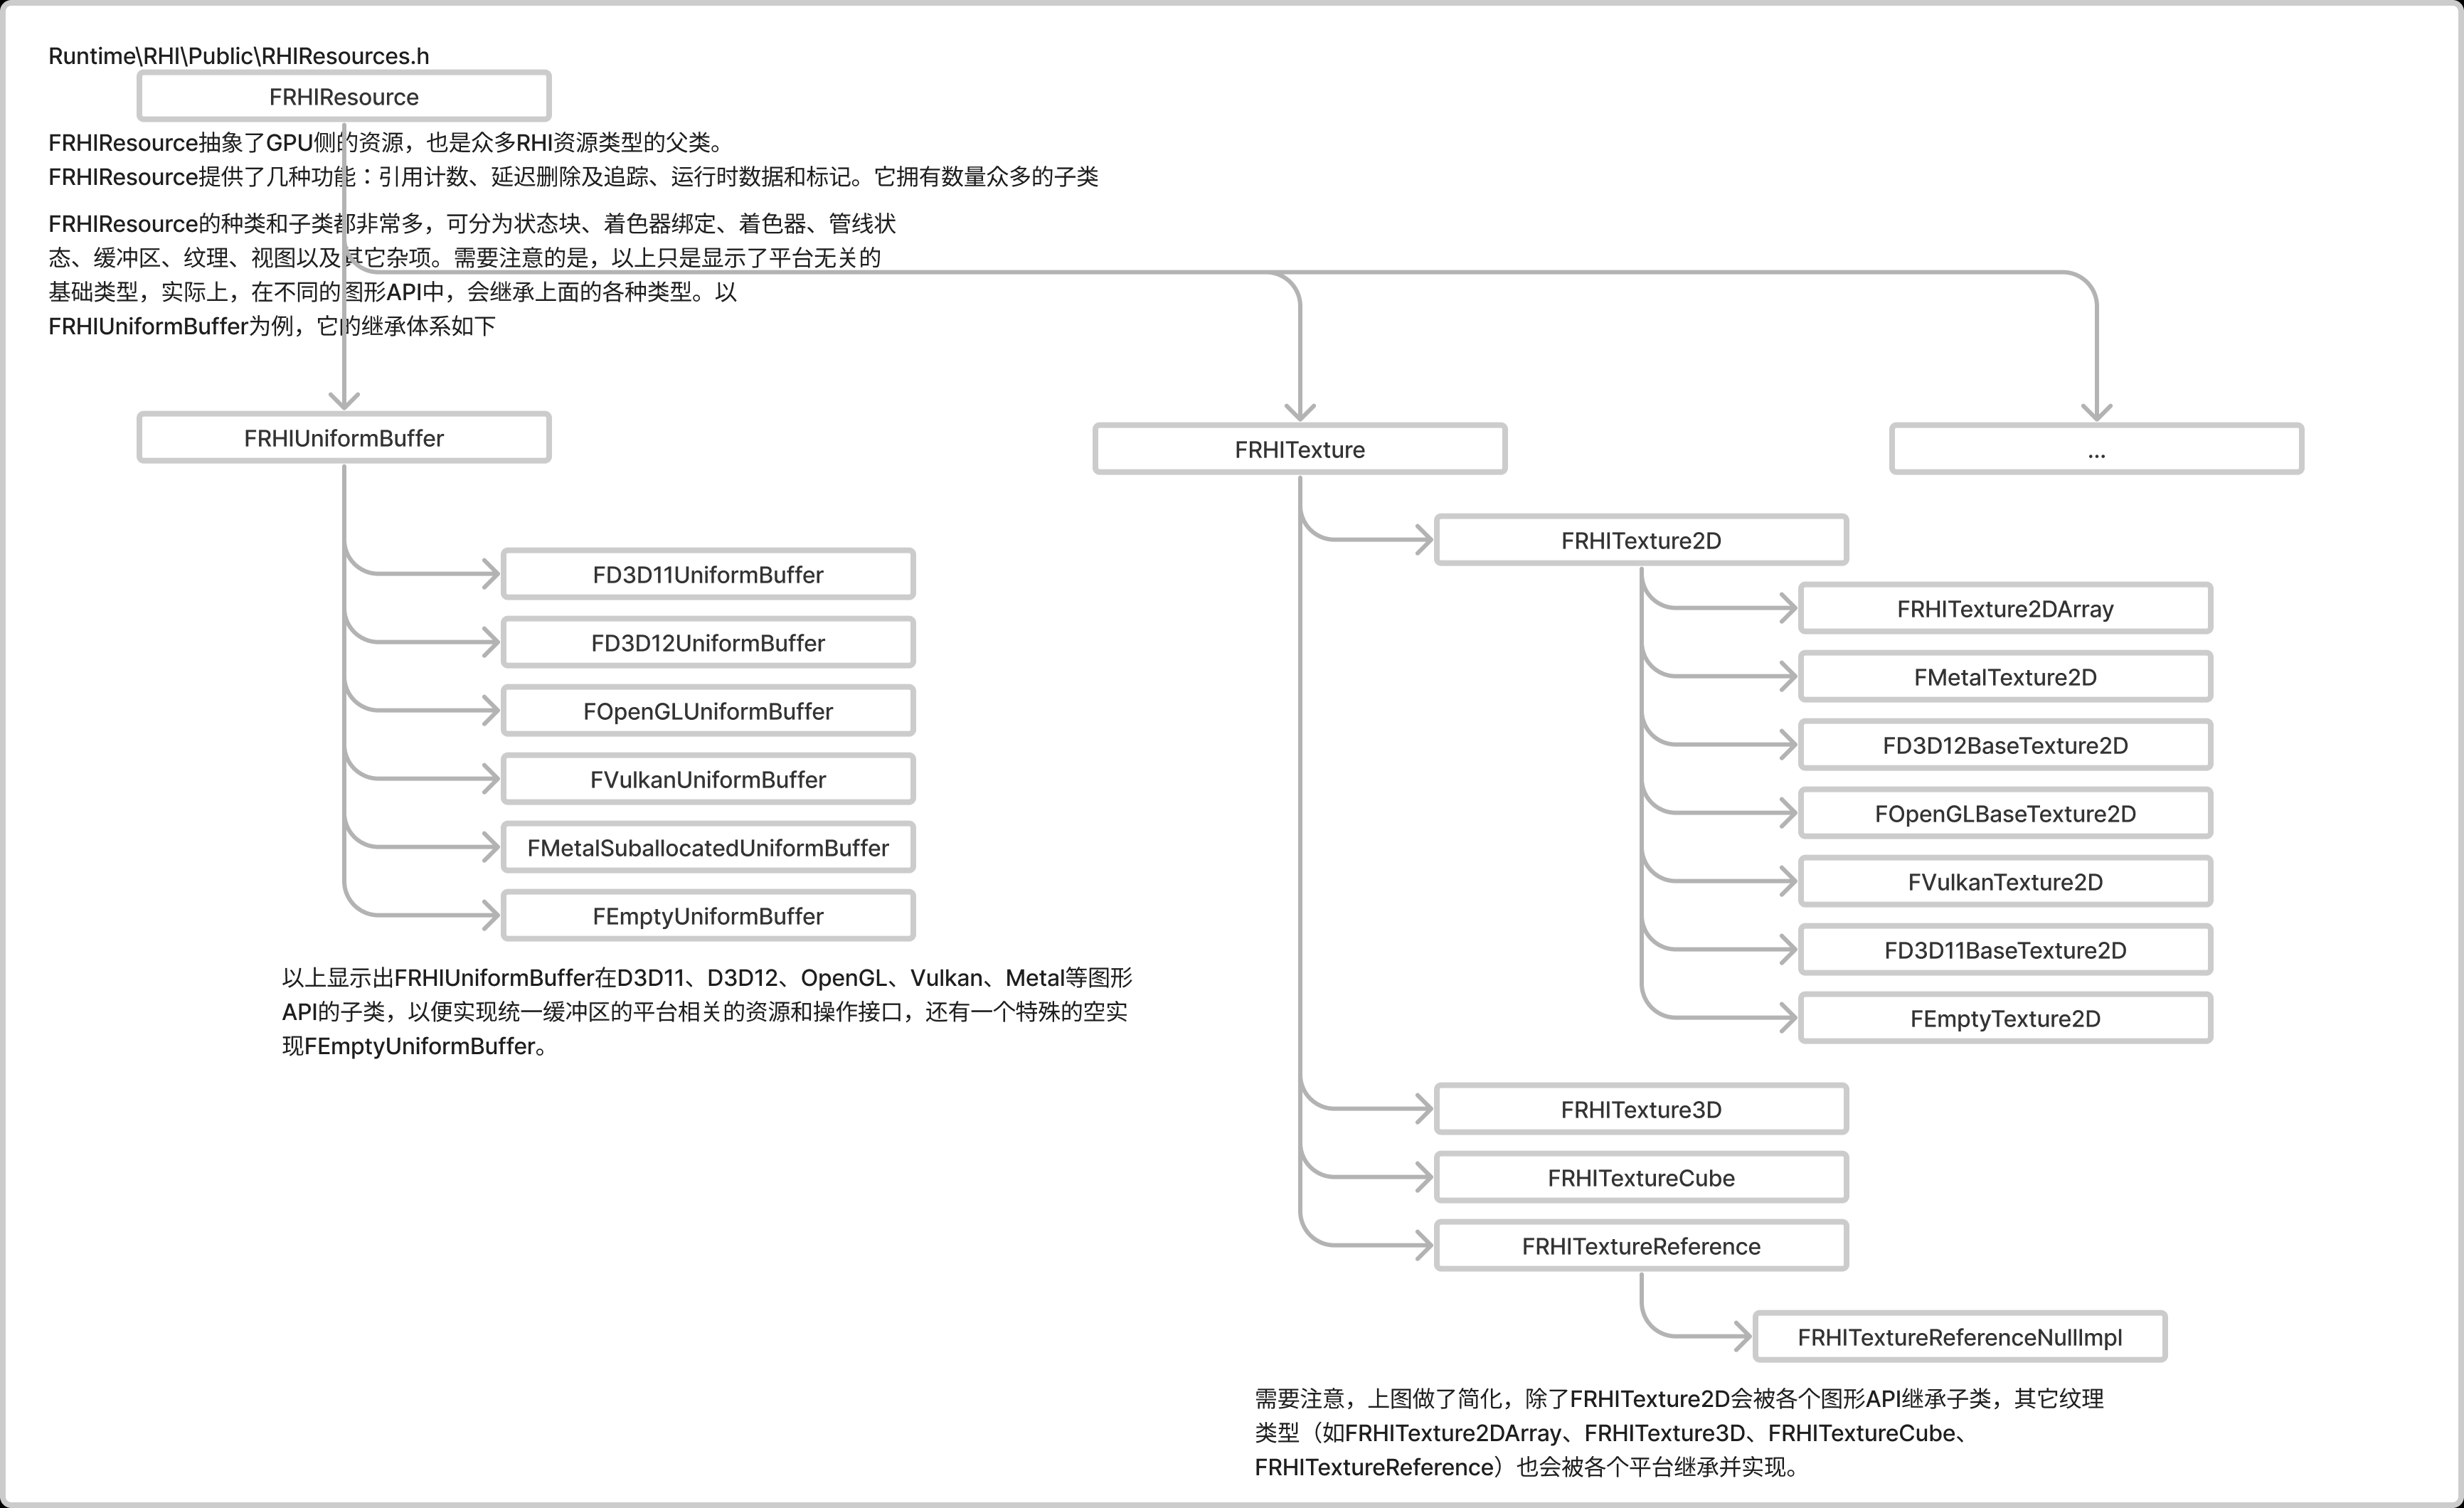 Runtime\RHI\Public\RHIResources.h
FRHIResource
FRHIResource抽象了GPU侧的资源，也是众多RHI资源类型的父类。
FRHIResource提供了几种功能：引用计数、延迟删除及追踪、运行时数据和标记。它拥有数量众多的子类
FRHIResource的种类和子类都非常多，可分为状态块、着色器绑定、着色器、管线状
态、缓冲区、纹理、视图以及其它杂项。需要注意的是，以上只是显示了平台无关的
基础类型，实际上，在不同的图形API中，会继承上面的各种类型。以
FRHIUniformBuffer为例，它的继承体系如下
FRHIUniformBuffer
FD3D11UniformBuffer
FD3D12UniformBuffer
FOpenGLUniformBuffer
FVulkanUniformBuffer
FMetalSuballocatedUniformBuffer
FEmptyUniformBuffer
以上显示出FRHIUniformBuffer在D3D11、D3D12、OpenGL、Vulkan、Metal等图形
API的子类，以便实现统一缓冲区的平台相关的资源和操作接口，还有一个特殊的空实
现FEmptyUniformBuffer。
FRHITexture
FRHITexture2D
FRHITexture2DArray
FMetalTexture2D
FD3D12BaseTexture2D
FOpenGLBaseTexture2D
FVulkanTexture2D
FD3D11BaseTexture2D
FEmptyTexture2D
FRHITexture3D
FRHITextureCube
FRHITextureReference
FRHITextureReferenceNullImpl
需要注意，上图做了简化，除了FRHITexture2D会被各个图形API继承子类，其它纹理
类型（如FRHITexture2DArray、FRHITexture3D、FRHITextureCube、
FRHITextureReference）也会被各个平台继承并实现。
...